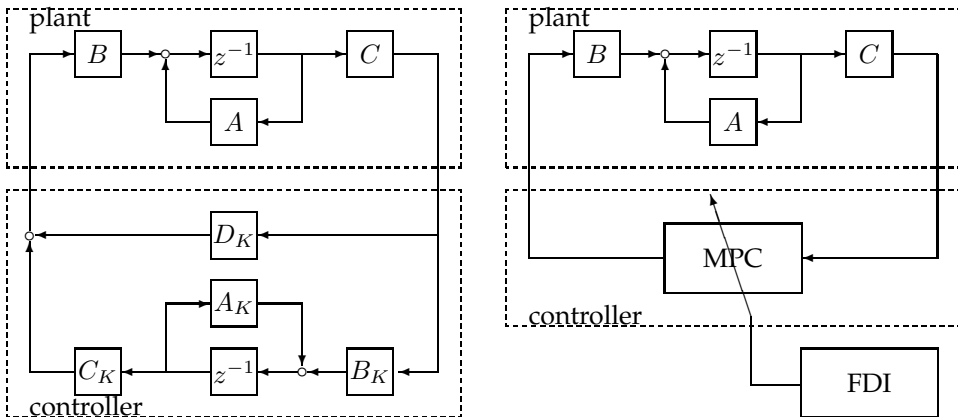 plant
B
z⁻¹
C
A
D_K
A_K
C_K
z⁻¹
B_K
controller
plant
B
z⁻¹
C
A
MPC
controller
FDI